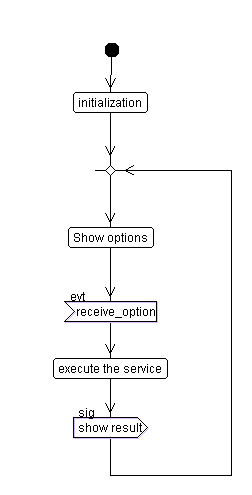 initialization
Show options
evt
receive_option
execute the service
sig
show result